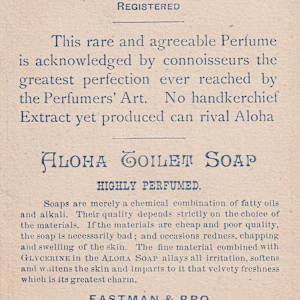 REGISTERED
This rare and agreeable Perfume
is acknowledged by connoisseurs the
greatest perfection ever reached by
the Perfumers' Art. No handkerchief
Extract yet produced can rival Aloha
ALOHA TOILET SOAP
HIGHLY PERFUMED.
Soaps are merely a chemical combination of fatty oils
and alkali. Their quality depends strictly on the choice of
the materials. If the materials are cheap and poor quality,
the soap is necessarily bad; and occasions redness, chapping
and swelling of the skin. The fine material combined with
GLYCERINE in the ALOHA SOAP allays all irritation, softens
and whitens the skin and imparts to it that velvety freshness
which is its greatest charm.
EASTMAN & BRO